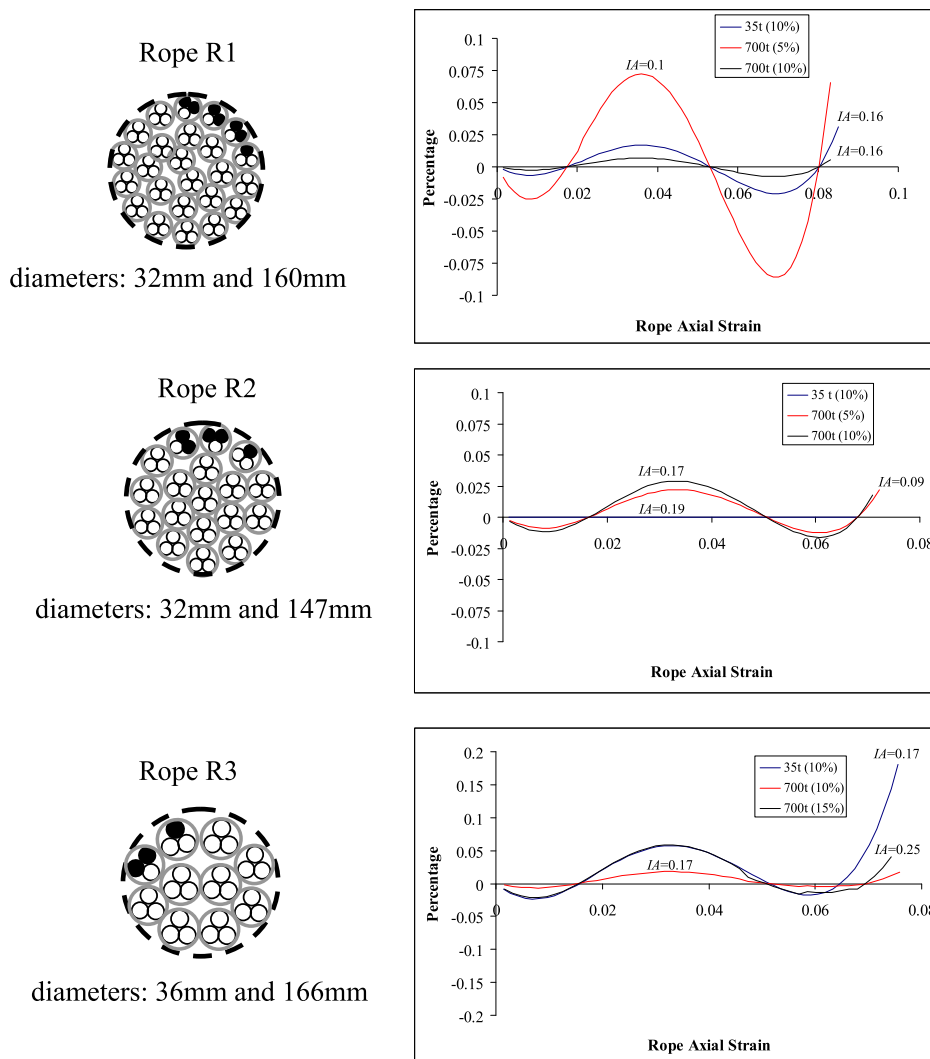 Rope R1
diameters: 32mm and 160mm
0.1
0.075
0.05
0.025
0
-0.025
-0.05
-0.075
-0.1
Percentage
35t (10%)
700t (5%)
700t (10%)
IA=0.1
IA=0.16
IA=0.16
0
0.02
0.04
0.06
0.08
0.1
Rope Axial Strain
Rope R2
diameters: 32mm and 147mm
0.1
0.075
0.05
0.025
0
-0.025
-0.05
-0.075
-0.1
Percentage
35 t (10%)
700t (5%)
700t (10%)
IA=0.17
IA=0.19
IA=0.09
0
0.02
0.04
0.06
0.08
Rope Axial Strain
Rope R3
diameters: 36mm and 166mm
0.2
0.15
0.1
0.05
0
-0.05
-0.1
-0.15
-0.2
Percentage
35t (10%)
700t (10%)
700t (15%)
IA=0.17
IA=0.17
IA=0.25
0
0.02
0.04
0.06
0.08
Rope Axial Strain